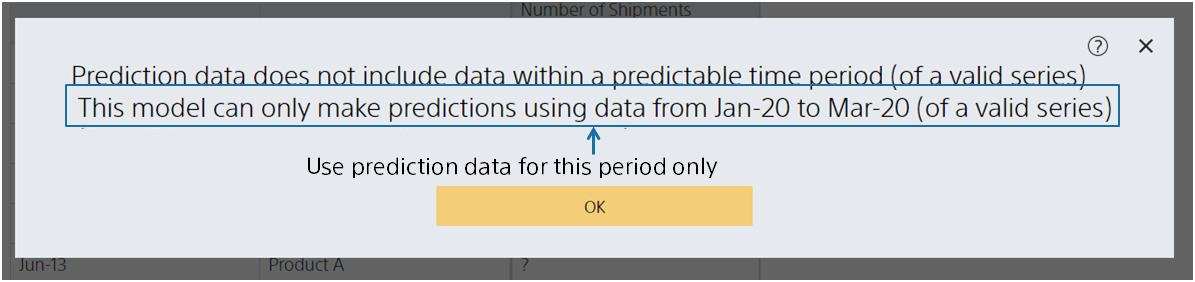 Number of Shipments
?
Prediction data does not include data within a predictable time period (of a valid series)
This model can only make predictions using data from Jan-20 to Mar-20 (of a valid series)
Use prediction data for this period only
OK
Jun-13 Product A ?